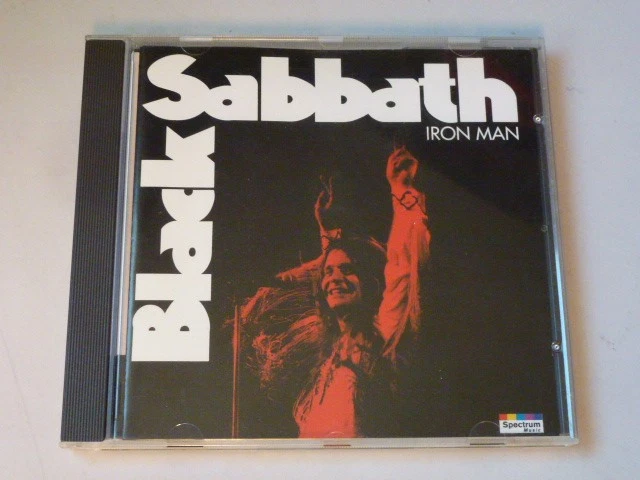 Black
Sabbath
IRON MAN
Spectrum
Music